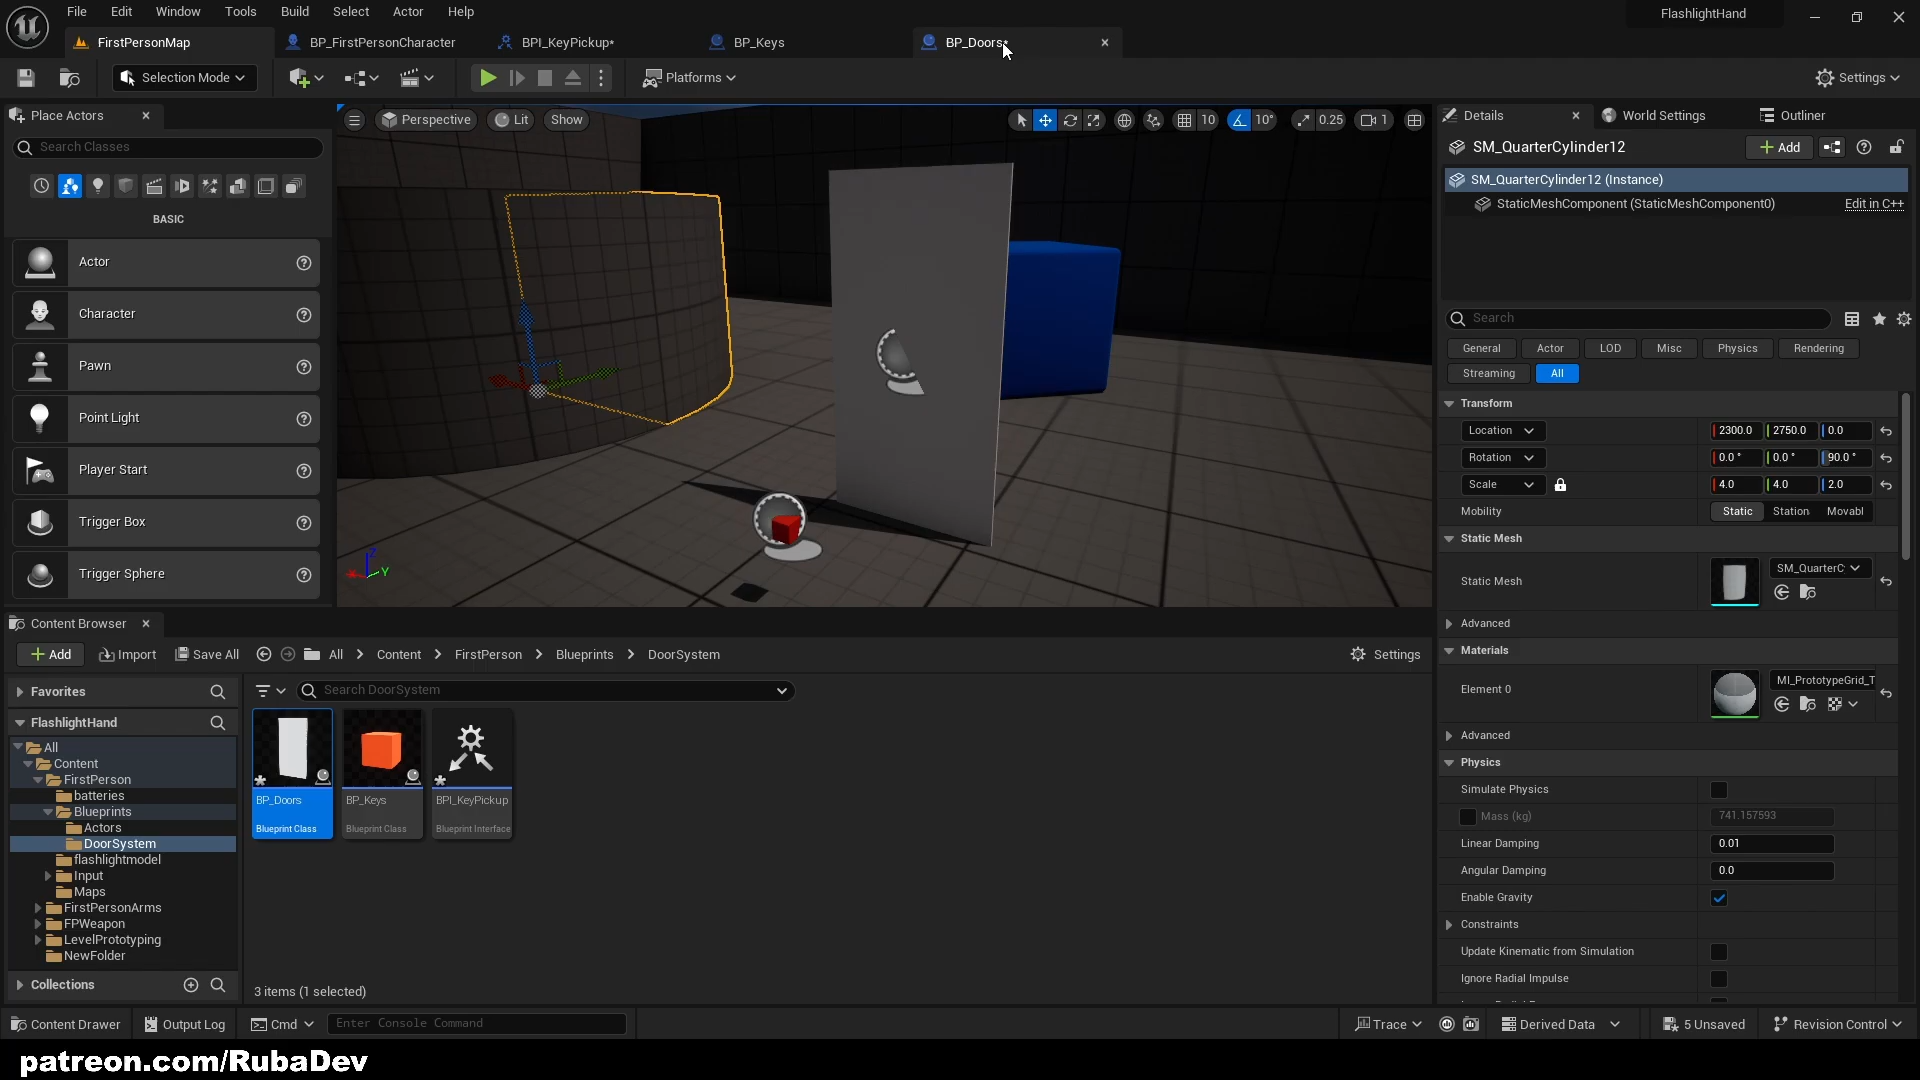 File Edit Window Tools Build Select Actor Help
FlashlightHand
FirstPersonMap BP_FirstPersonCharacter BPI_KeyPickup* BP_Keys BP_Doors*
Selection Mode Platforms Settings
Place Actors
Search Classes
BASIC
Actor
Character
Pawn
Point Light
Player Start
Trigger Box
Trigger Sphere
Perspective Lit Show 10 10° 0.25 1
Z
Y
Details World Settings Outliner
SM_QuarterCylinder12 Add
SM_QuarterCylinder12 (Instance)
StaticMeshComponent (StaticMeshComponent0) Edit in C++
Search
General Actor LOD Misc Physics Rendering
Streaming All
Transform
Location 2300.0 2750.0 0.0
Rotation 0.0 ° 0.0 ° 90.0 °
Scale 4.0 4.0 2.0
Mobility Static Station Movabl
Static Mesh
Static Mesh SM_QuarterC
Advanced
Materials
Element 0 MI_PrototypeGrid_T
Advanced
Physics
Simulate Physics
Mass (kg) 741.157593
Linear Damping 0.01
Angular Damping 0.0
Enable Gravity
Constraints
Update Kinematic from Simulation
Ignore Radial Impulse
Content Browser
Add Import Save All All > Content > FirstPerson > Blueprints > DoorSystem Settings
Favorites
FlashlightHand
All
Content
FirstPerson
batteries
Blueprints
Actors
DoorSystem
flashlightmodel
Input
Maps
FirstPersonArms
FPWeapon
LevelPrototyping
NewFolder
Collections
Search DoorSystem
BP_Doors BP_Keys BPI_KeyPickup
Blueprint Class Blueprint Class Blueprint Interface
3 items (1 selected)
Content Drawer Output Log Cmd Enter Console Command Trace Derived Data 5 Unsaved Revision Control
patreon.com/RubaDev